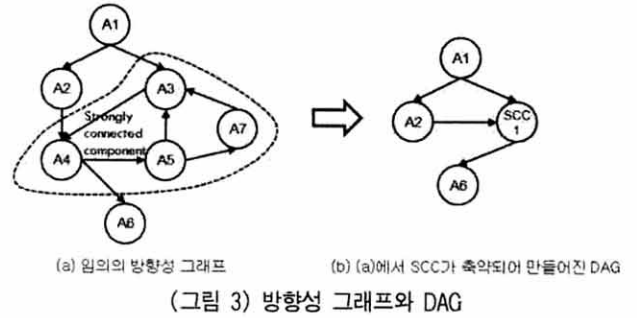 A1
A2
A3
Strongly
connected
component
A7
A4
A5
A6
A1
A2
SCC
1
A6
(a) 임의의 방향성 그래프
(b) (a)에서 SCC가 축약되어 만들어진 DAG
(그림 3) 방향성 그래프와 DAG